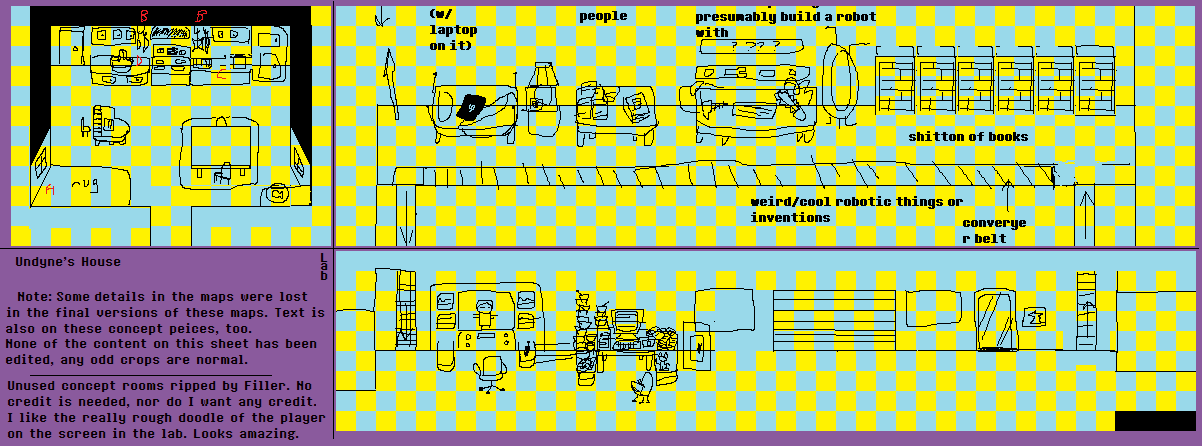 B
B
C
A
rug
(w/
laptop
on it)
people
presumably build a robot
with
? ? ? ?
shitton of books
weird/cool robotic things or
inventions
converye
r belt
Undyne's House
Lab
Note: Some details in the maps were lost
in the final versions of these maps. Text is
also on these concept peices, too.
None of the content on this sheet has been
edited, any odd crops are normal.
Unused concept rooms ripped by Filler. No
credit is needed, nor do I want any credit.
I like the really rough doodle of the player
on the screen in the lab. Looks amazing.